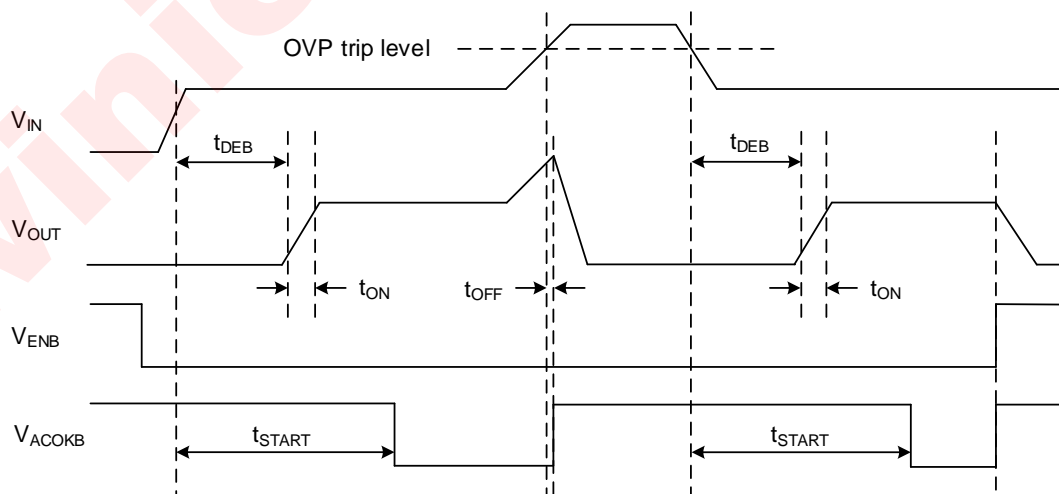 OVP trip level
VIN
tDEB
tDEB
VOUT
tON
tOFF
tON
VENB
VACOKB
tSTART
tSTART